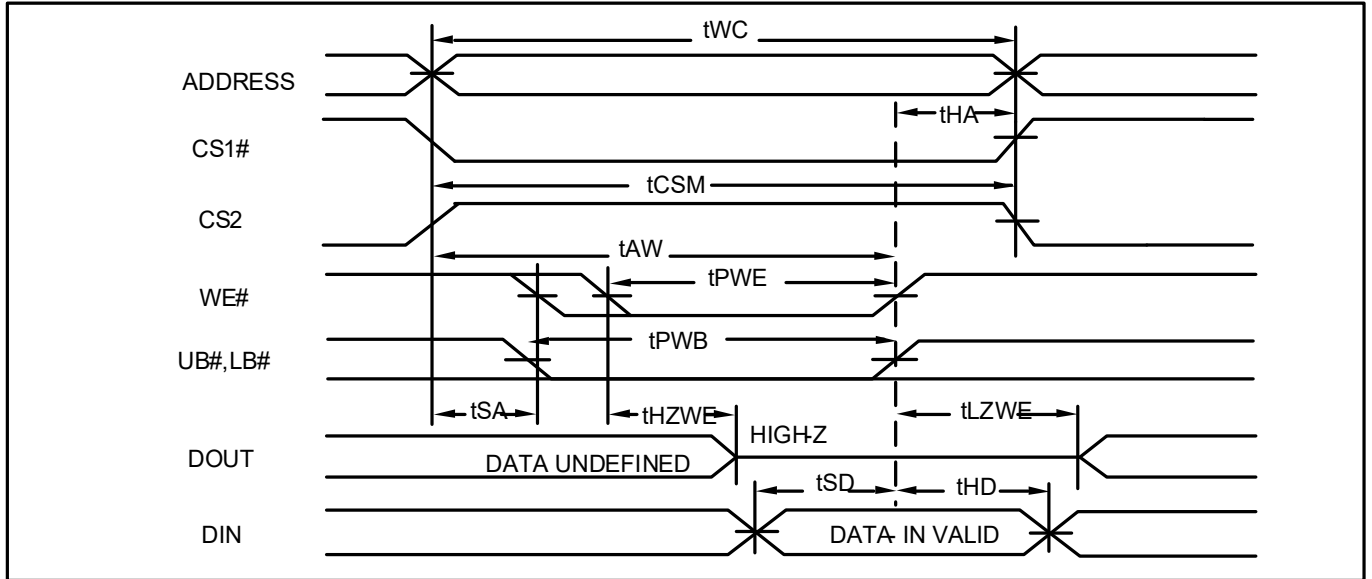 tWC
ADDRESS
tHA
CS1#
tCSM
CS2
tAW
tPWE
WE#
tPWB
UB#,LB#
tSA
tHZWE
tLZWE
HIGH-Z
DOUT
DATA UNDEFINED
tSD
tHD
DIN
DATA- IN VALID